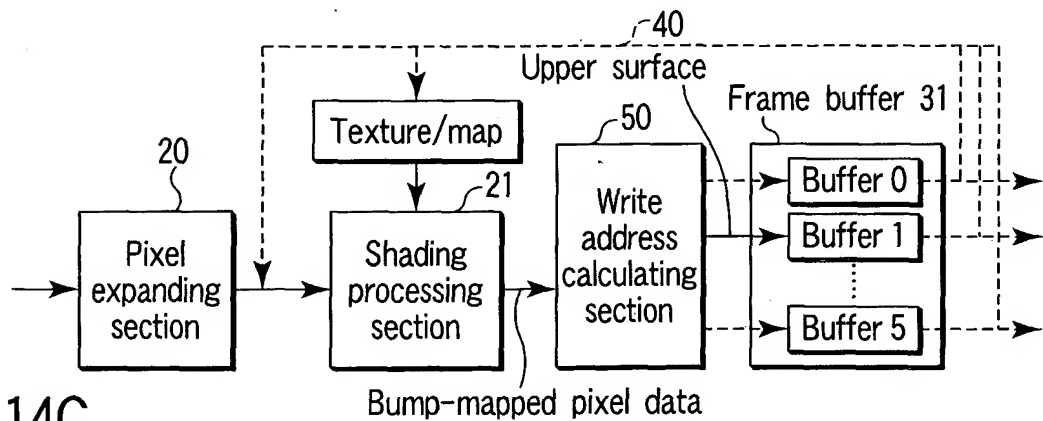 40
Upper surface
Frame buffer 31
Texture/map
50
20
21
Buffer 0
Pixel
expanding
section
Shading
processing
section
Write
address
calculating
section
Buffer 1
Buffer 5
Bump-mapped pixel data
14C